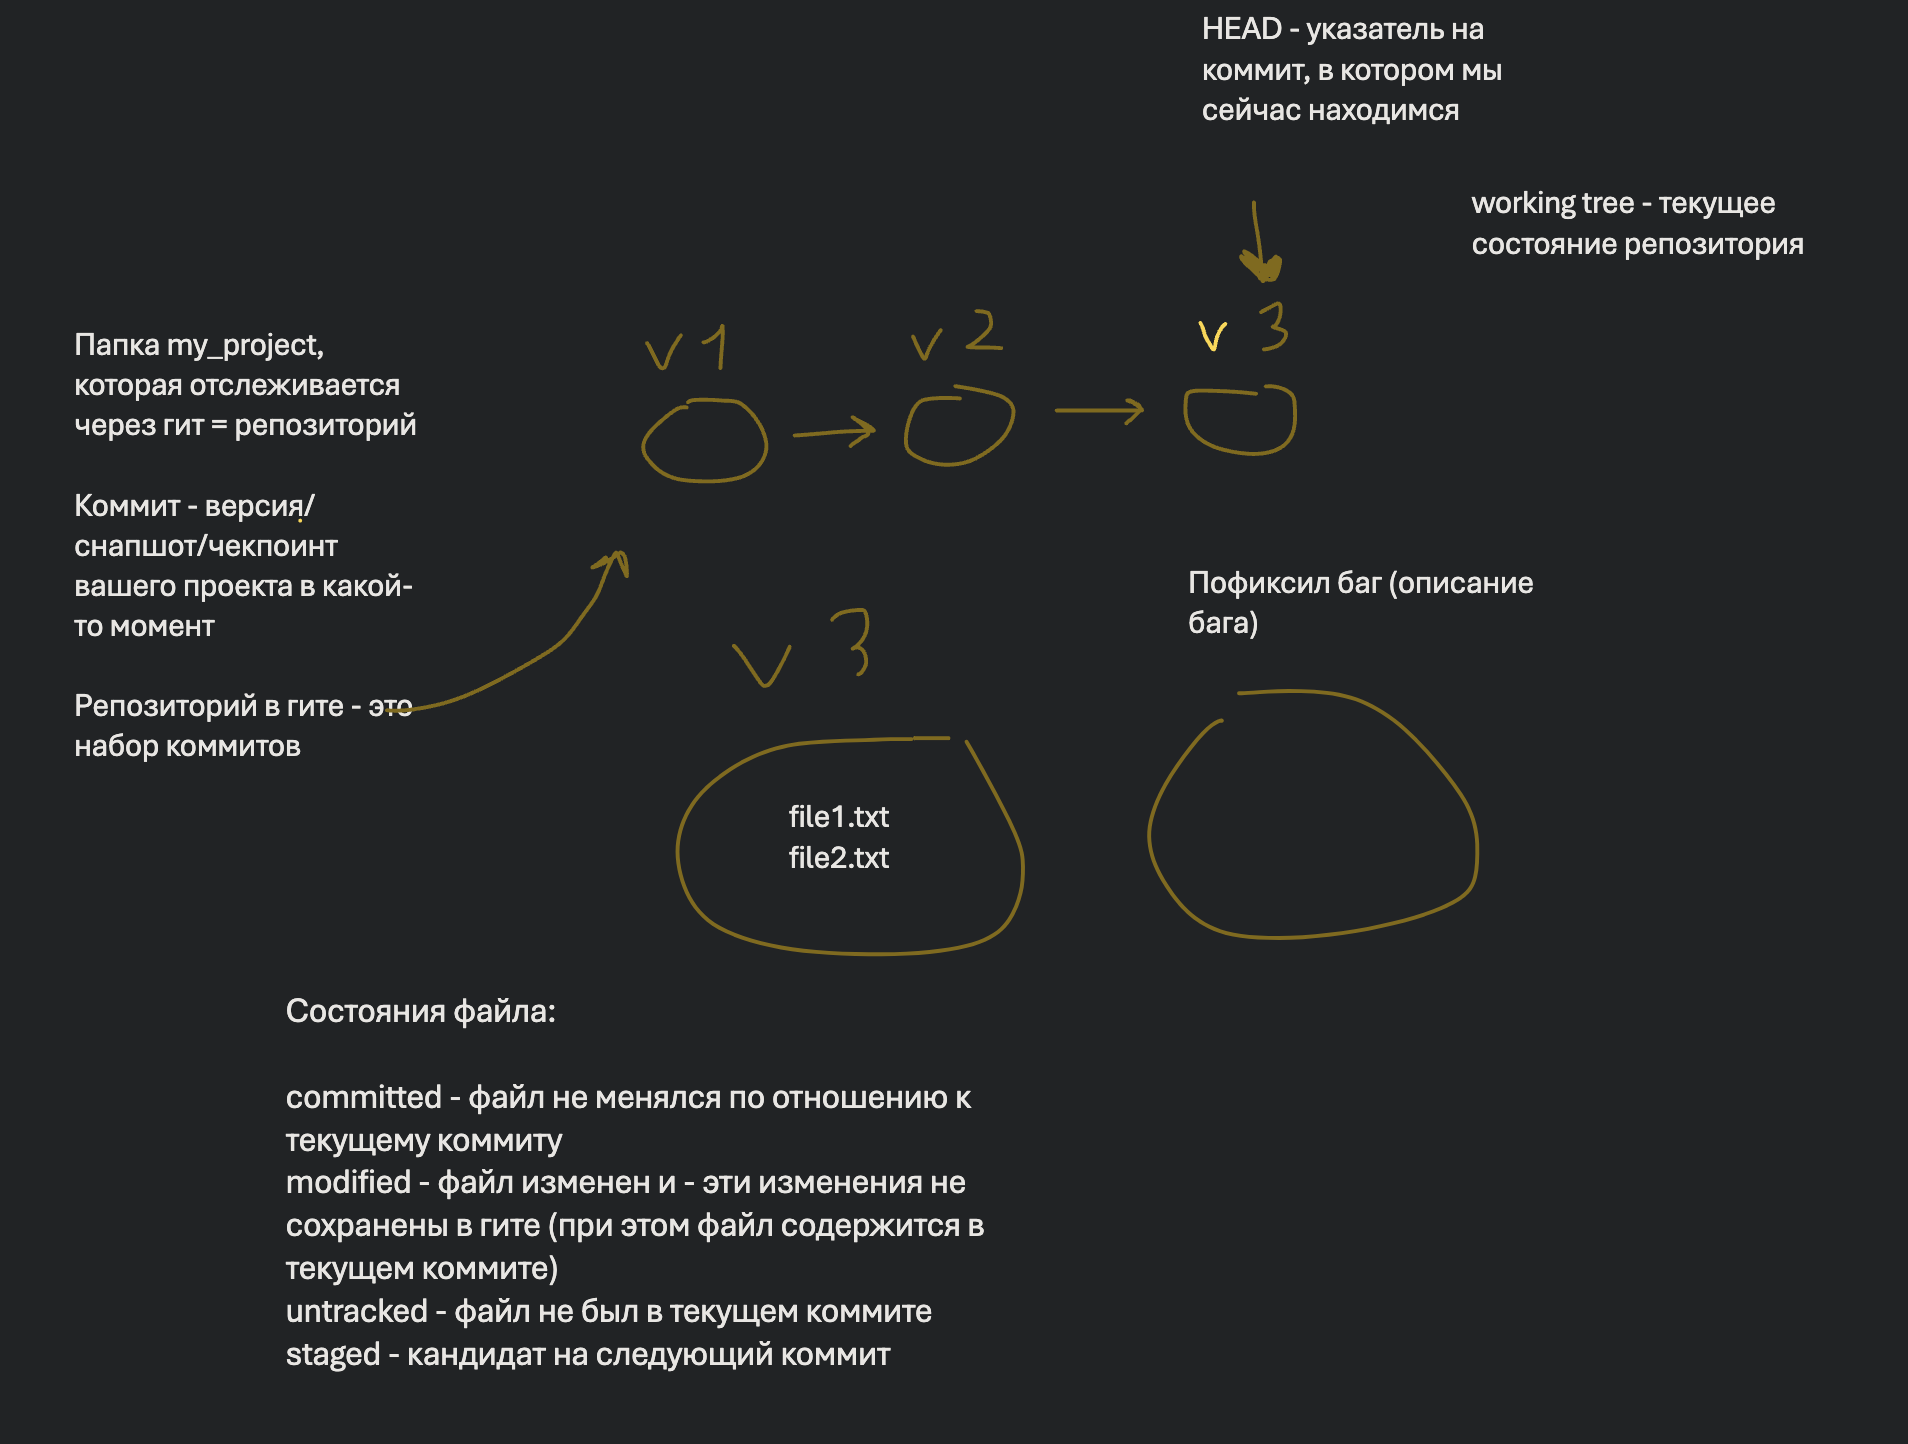 HEAD - указатель на
коммит, в котором мы
сейчас находимся
working tree - текущее
состояние репозитория
Папка my_project,
которая отслеживается
через гит = репозиторий
Коммит - версия/
снапшот/чекпоинт
вашего проекта в какой-
то момент
Репозиторий в гите - это
набор коммитов
v 1
v 2
v 3
v 3
file1.txt
file2.txt
Пофиксил баг (описание
бага)
Состояния файла:
committed - файл не менялся по отношению к
текущему коммиту
modified - файл изменен и - эти изменения не
сохранены в гите (при этом файл содержится в
текущем коммите)
untracked - файл не был в текущем коммите
staged - кандидат на следующий коммит